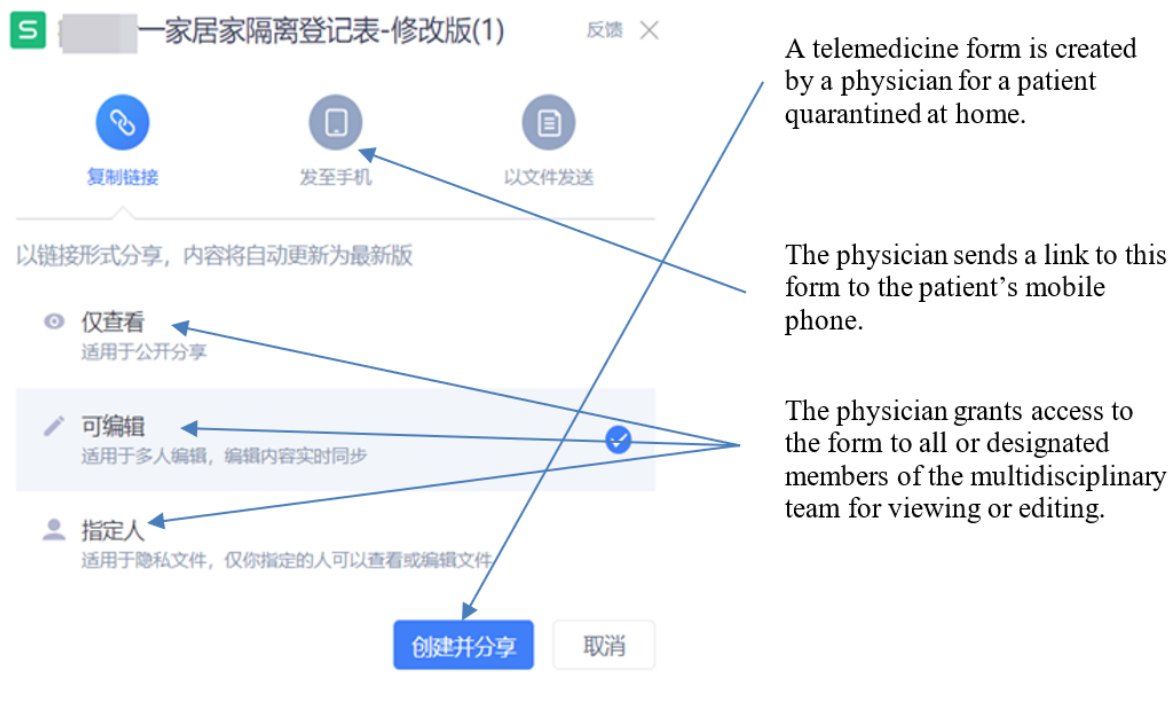 S
一家居家隔离登记表-修改版(1)
反馈
复制链接
发至手机
以文件发送
以链接形式分享，内容将自动更新为最新版
仅查看
适用于公开分享
可编辑
适用于多人编辑，编辑内容实时同步
指定人
适用于隐私文件，仅你指定的人可以查看或编辑文件
创建并分享
取消
A telemedicine form is created
by a physician for a patient
quarantined at home.
The physician sends a link to this
form to the patient’s mobile
phone.
The physician grants access to
the form to all or designated
members of the multidisciplinary
team for viewing or editing.